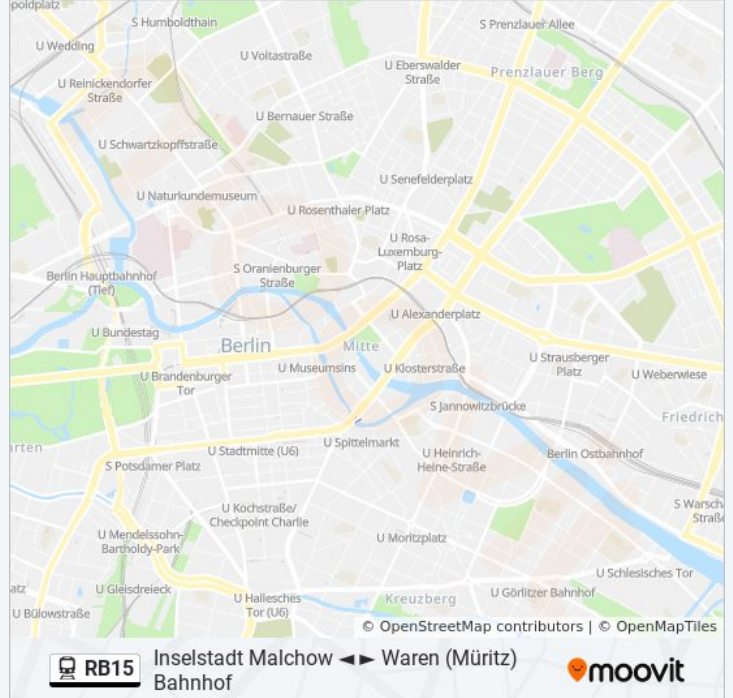 poldplatz
S Humboldthain
S Prenzlauer Allee
U Wedding
U Voltastraße
U Eberswalder
Straße
Prenzlauer Berg
U Reinickendorfer
Straße
U Bernauer Straße
U Schwartzkopffstraße
U Senefelderplatz
U Naturkundemuseum
U Rosenthaler Platz
U Rosa-
Luxemburg-
Platz
Berlin Hauptbahnhof
(Tief)
S Oranienburger
Straße
U Alexanderplatz
U Bundestag
Berlin
Mitte
U Strausberger
Platz
U Museumsins
U Klosterstraße
U Weberwiese
U Brandenburger
Tor
S Jannowitzbrücke
Friedrich
rten
U Stadtmitte (U6)
U Spittelmarkt
U Heinrich-
Heine-Straße
Berlin Ostbahnhof
S Potsdamer Platz
S Warsch
Straße
U Kochstraße/
Checkpoint Charlie
U Mendelssohn-
Bartholdy-Park
U Moritzplatz
U Schlesisches Tor
atz
U Gleisdreieck
U Görlitzer Bahnhof
U Hallesches
Tor (U6)
Kreuzberg
U Bülowstraße
© OpenStreetMap contributors | © OpenMapTiles
RB15
Inselstadt Malchow ◄► Waren (Müritz)
Bahnhof
moovit